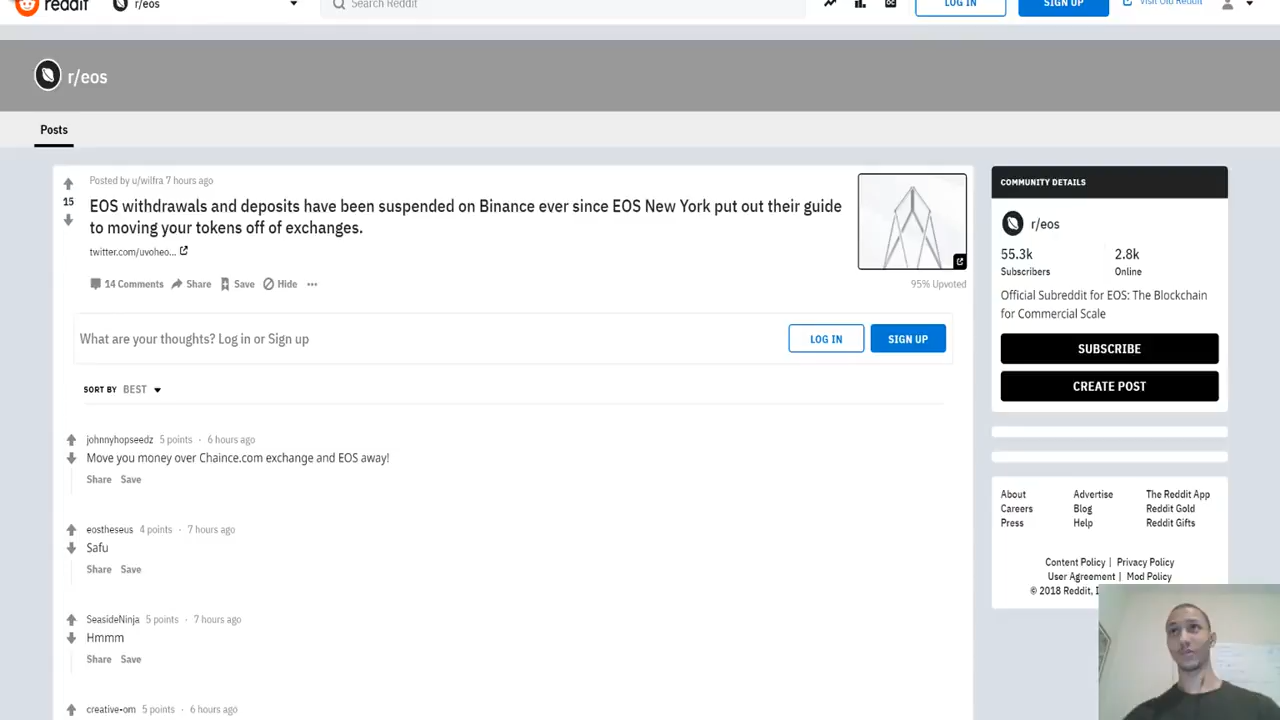 reddit
r/eos
Search Reddit
LOG IN
SIGN UP
Visit Old Reddit
r/eos
Posts
Posted by u/wilfra 7 hours ago
15
EOS withdrawals and deposits have been suspended on Binance ever since EOS New York put out their guide
to moving your tokens off of exchanges.
twitter.com/uvoheo...
14 Comments Share Save Hide ...
95% Upvoted
What are your thoughts? Log in or Sign up
LOG IN
SIGN UP
SORT BY BEST
johnnyhopseedz 5 points · 6 hours ago
Move you money over Chaince.com exchange and EOS away!
Share Save
eostheseus 4 points · 7 hours ago
Safu
Share Save
SeasideNinja 5 points · 7 hours ago
Hmmm
Share Save
creative-om 5 points · 6 hours ago
COMMUNITY DETAILS
r/eos
55.3k 2.8k
Subscribers Online
Official Subreddit for EOS: The Blockchain
for Commercial Scale
SUBSCRIBE
CREATE POST
About Advertise The Reddit App
Careers Blog Reddit Gold
Press Help Reddit Gifts
Content Policy | Privacy Policy
User Agreement | Mod Policy
© 2018 Reddit,